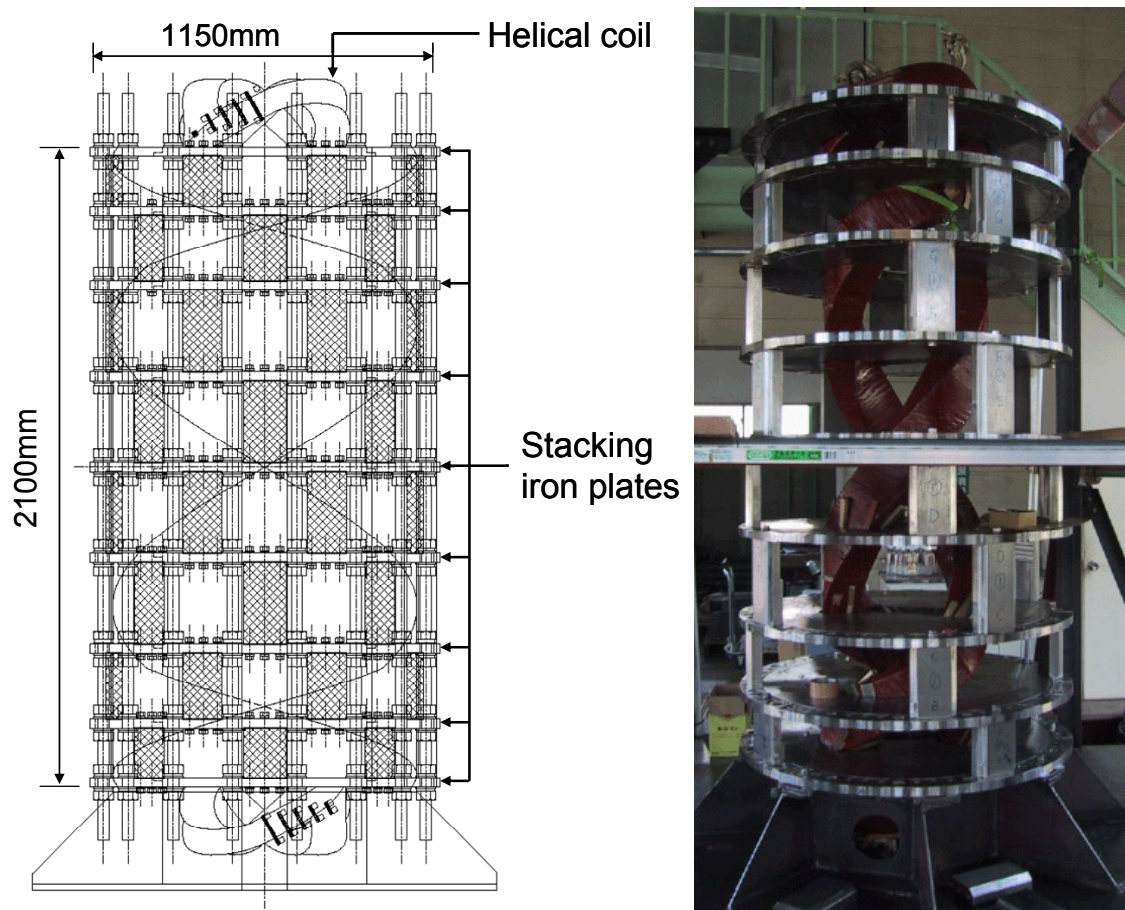 1150mm
Helical coil
2100mm
Stacking
iron plates